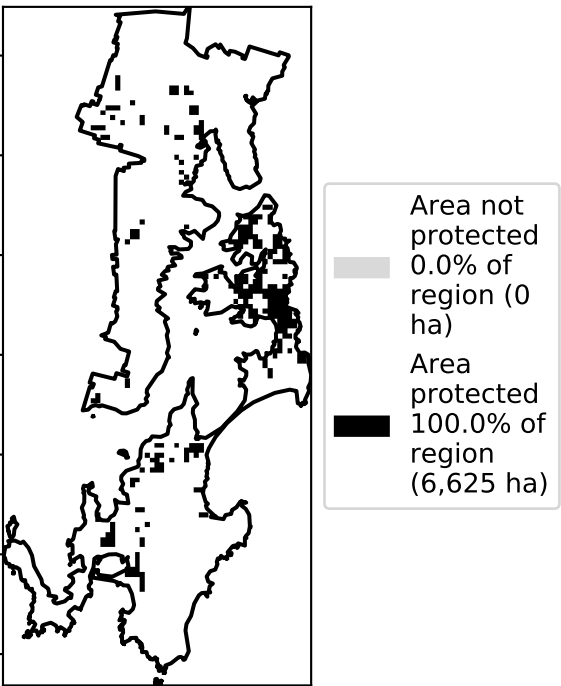 Area not
protected
0.0% of
region (0
ha)
Area
protected
100.0% of
region
(6,625 ha)